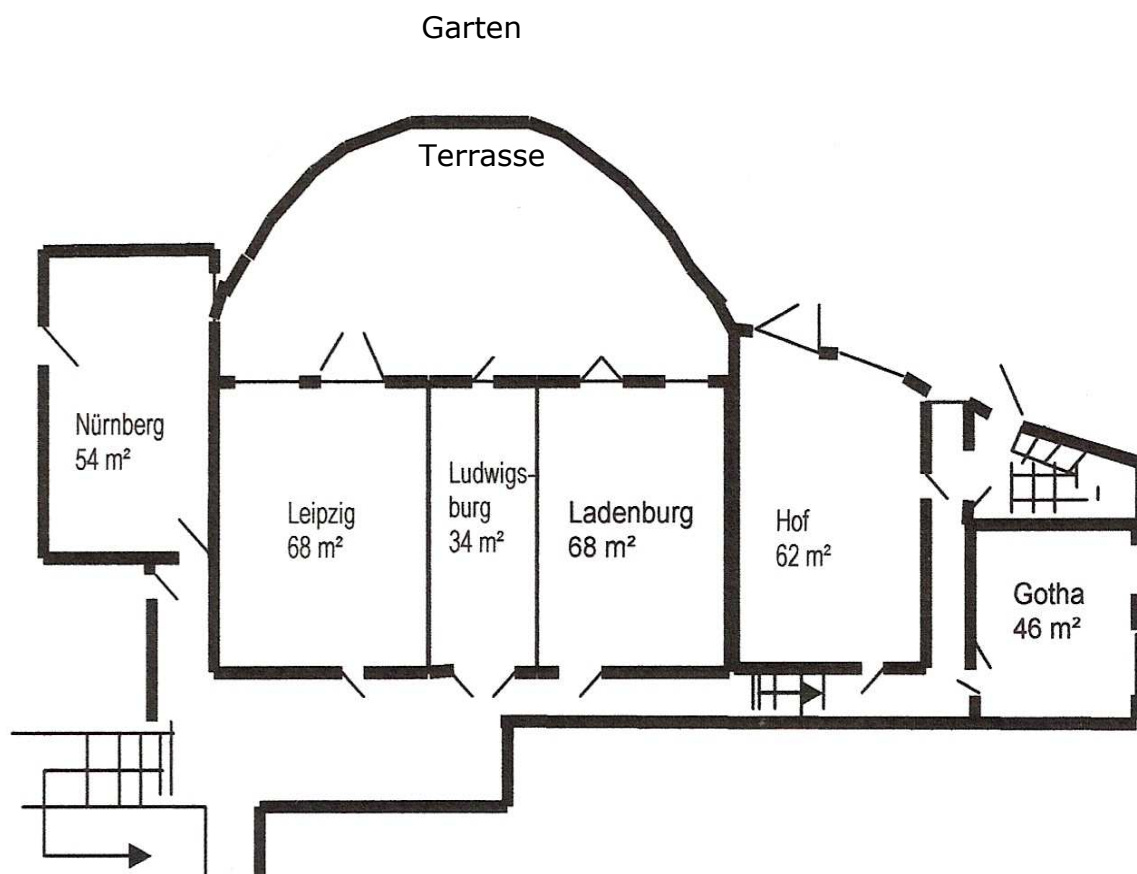 Garten
Terrasse
Nürnberg
54 m²
Leipzig
68 m²
Ludwigs-
burg
34 m²
Ladenburg
68 m²
Hof
62 m²
Gotha
46 m²